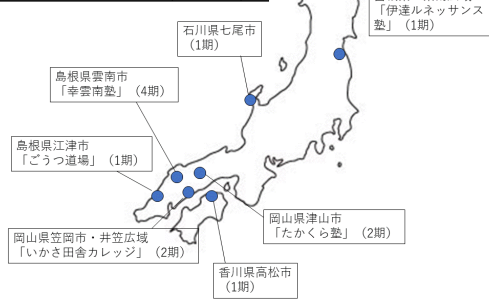 「伊達ルネッサンス
塾」（1期）
石川県七尾市
（1期）
島根県雲南市
「幸雲南塾」（4期）
島根県江津市
「ごうつ道場」（1期）
岡山県津山市
「たかくら塾」（2期）
岡山県笠岡市・井笠広域
「いかさ田舎カレッジ」（2期）
香川県高松市
（1期）